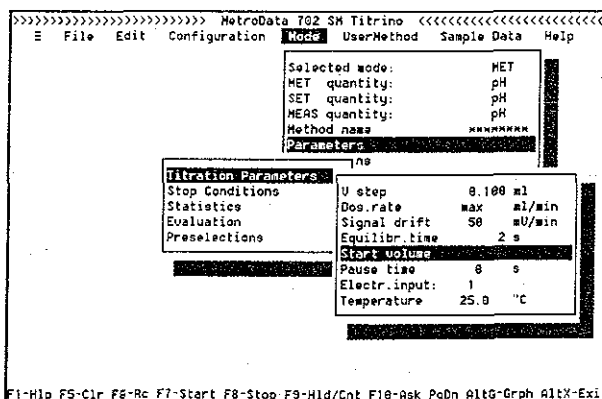 >>>>>>>>>>>>>>>>>>>>>>>> MetroData 702 SM Titrino <<<<<<<<<<<<<<<<<<<<<<<<
≡ File Edit Configuration Mode UserMethod Sample Data Help
Selected mode: MET
MET quantity: pH
SET quantity: pH
MEAS quantity: pH
Method name ********
Parameters
ns
Titration Parameters
Stop Conditions
Statistics
Evaluation
Preselections
V step 0.100 ml
Dos.rate max ml/min
Signal drift 50 mV/min
Equilibr.time 2 s
Start volume
Pause time 0 s
Electr.input: 1
Temperature 25.0 °C
F1-Hlp F5-Clr F6-Rc F7-Start F8-Stop F9-Hld/Cnt F10-Ask PgDn AltG-Grph AltX-Exi